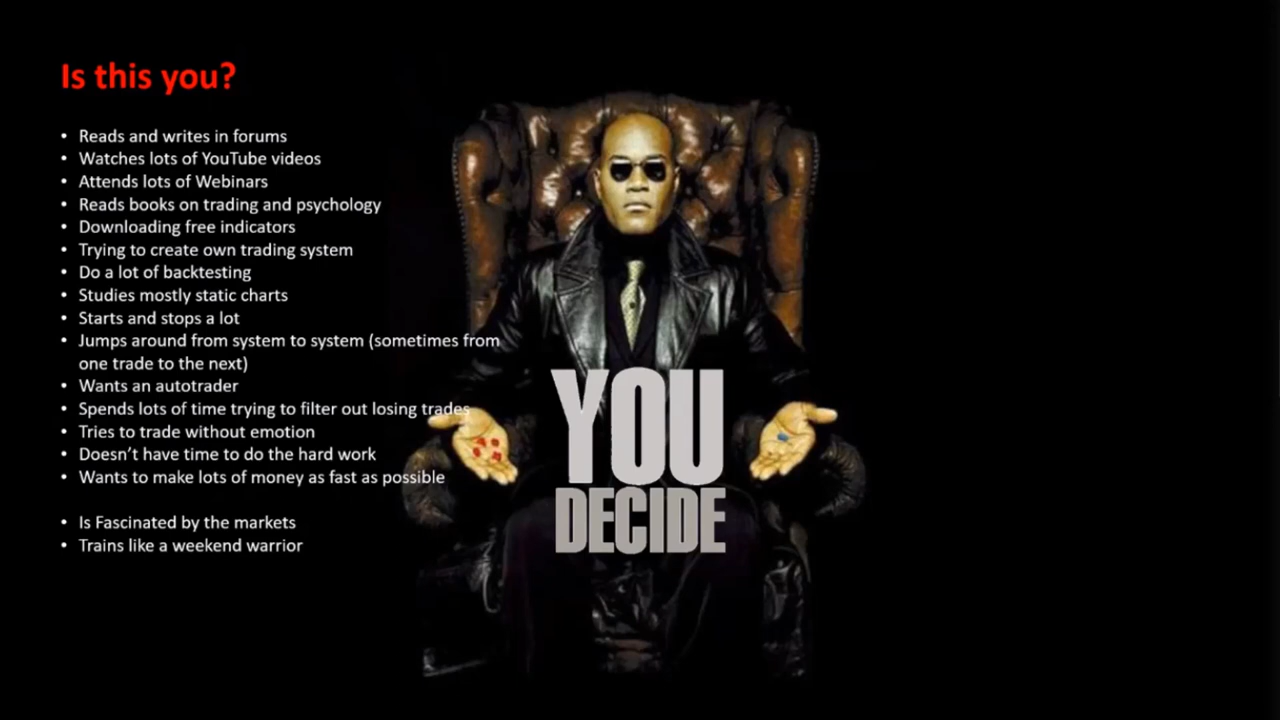 Is this you?
• Reads and writes in forums
• Watches lots of YouTube videos
• Attends lots of Webinars
• Reads books on trading and psychology
• Downloading free indicators
• Trying to create own trading system
• Do a lot of backtesting
• Studies mostly static charts
• Starts and stops a lot
• Jumps around from system to system (sometimes from
one trade to the next)
• Wants an autotrader
• Spends lots of time trying to filter out losing trades
• Tries to trade without emotion
• Doesn’t have time to do the hard work
• Wants to make lots of money as fast as possible
• Is Fascinated by the markets
• Trains like a weekend warrior
YOU
DECIDE